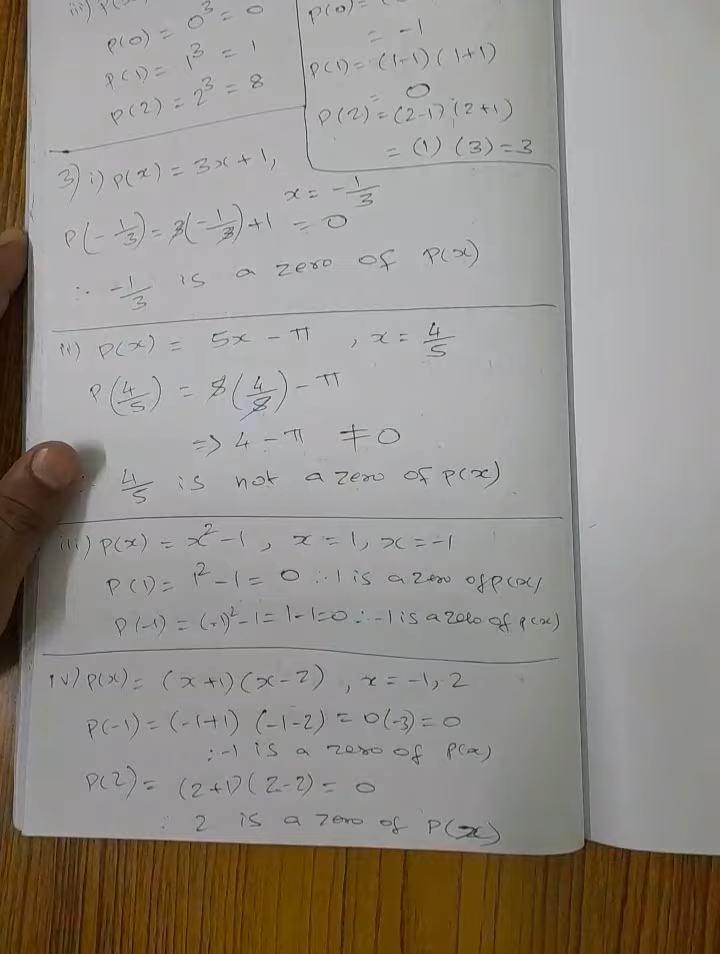 iii) P(x)
P(0) = 0³ = 0
P(1) = 1³ = 1
P(2) = 2³ = 8
P(0) =
= -1
P(1) = (1-1) (1+1)
= 0
P(2) = (2-1) (2+1)
= (1) (3) = 3
3) i) P(x) = 3x+1,
x = -1/3
P(-1/3) = 3(-1/3)+1 = 0
∴ -1/3 is a zero of P(x)
ii) P(x) = 5x - π , x = 4/5
P(4/5) = 5(4/5) - π
=> 4 - π ≠ 0
4/5 is not a zero of P(x)
iii) P(x) = x²-1, x = 1, x = -1
P(1) = 1²-1 = 0 ∴ 1 is a zero of p(x)
P(-1) = (-1)²-1 = 1-1=0 ∴ -1 is a zero of p(x)
iv) P(x) = (x+1)(x-2) , x = -1, 2
P(-1) = (-1+1) (-1-2) = 0(-3) = 0
∴ -1 is a zero of P(x)
P(2) = (2+1)(2-2) = 0
∴ 2 is a zero of P(x)